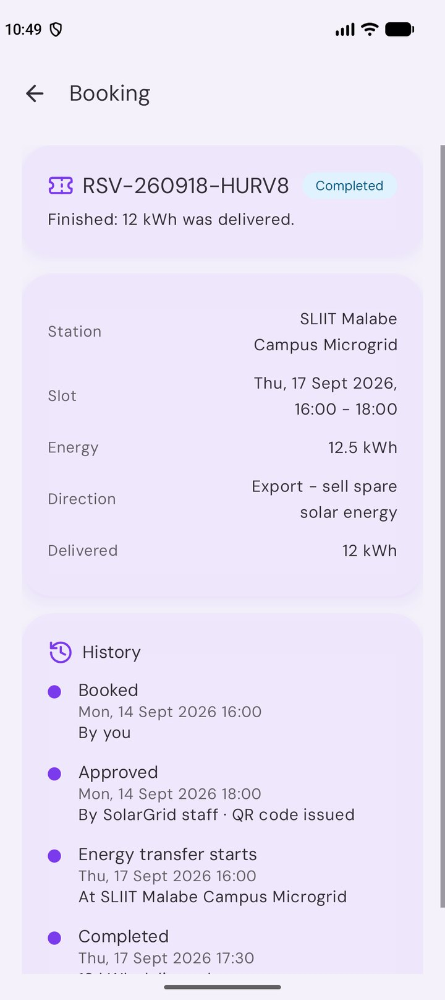 10:49
Booking
RSV-260918-HURV8
Completed
Finished: 12 kWh was delivered.
Station
SLIIT Malabe
Campus Microgrid
Slot
Thu, 17 Sept 2026,
16:00 - 18:00
Energy
12.5 kWh
Direction
Export - sell spare
solar energy
Delivered
12 kWh
History
Booked
Mon, 14 Sept 2026 16:00
By you
Approved
Mon, 14 Sept 2026 18:00
By SolarGrid staff · QR code issued
Energy transfer starts
Thu, 17 Sept 2026 16:00
At SLIIT Malabe Campus Microgrid
Completed
Thu, 17 Sept 2026 17:30